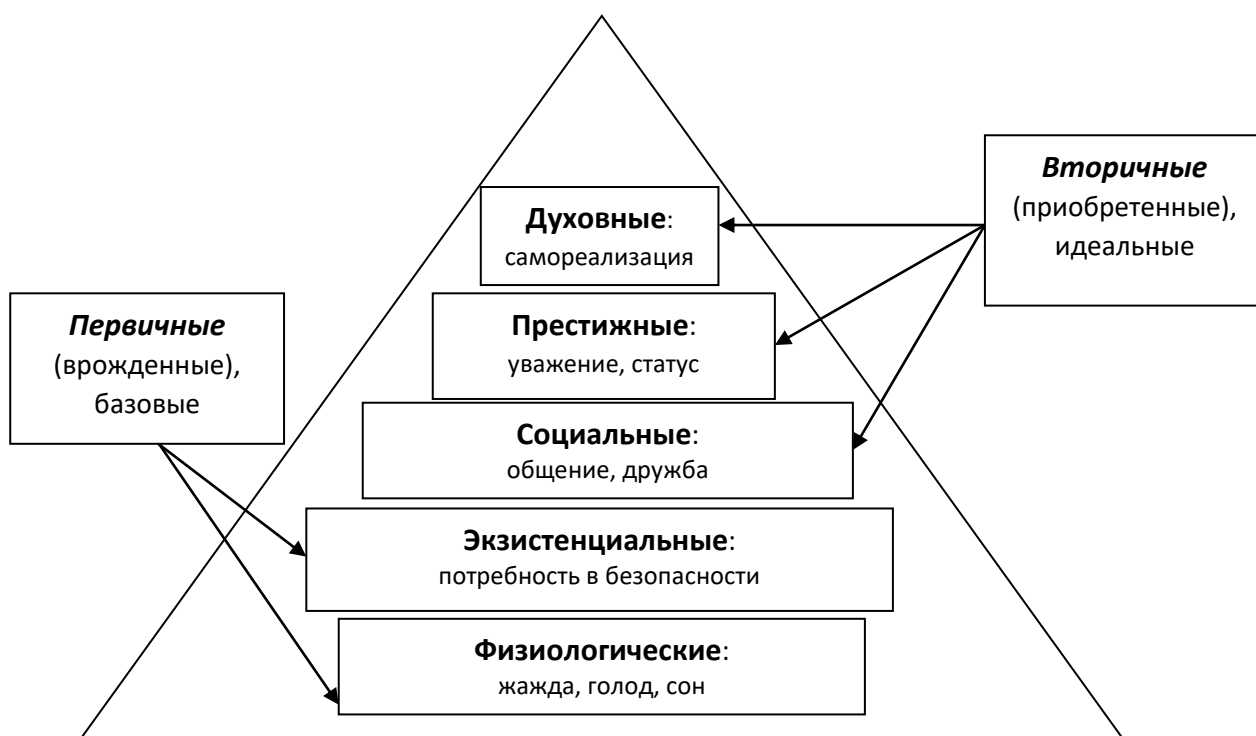 Вторичные
(приобретенные),
идеальные
Духовные:
самореализация
Первичные
(врожденные),
базовые
Престижные:
уважение, статус
Социальные:
общение, дружба
Экзистенциальные:
потребность в безопасности
Физиологические:
жажда, голод, сон